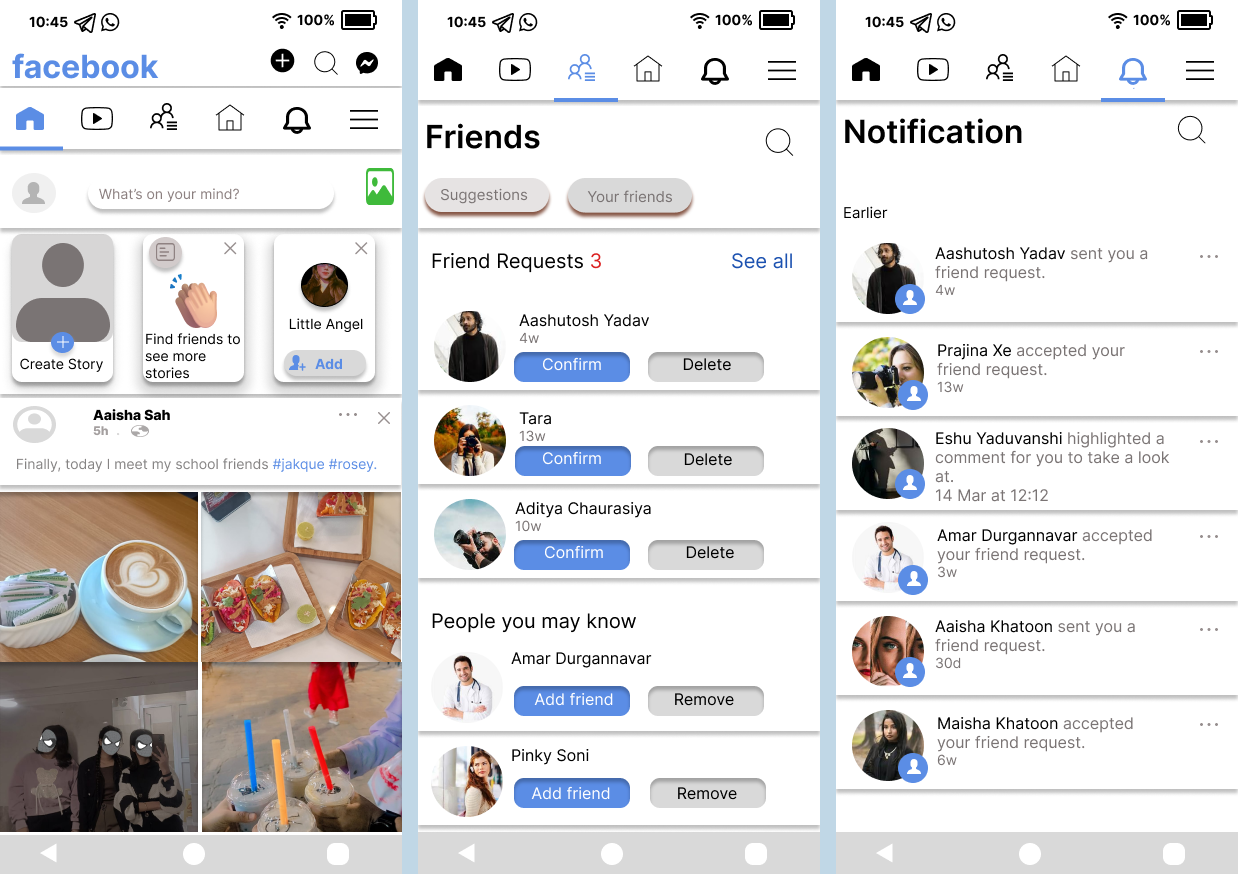 10:45 100%
facebook
What's on your mind?
Create Story
Find friends to
see more
stories
Little Angel
Add
Aaisha Sah
5h .
Finally, today I meet my school friends #jakque #rosey.
10:45 100%
Friends
Suggestions Your friends
Friend Requests 3 See all
Aashutosh Yadav
4w
Confirm Delete
Tara
13w
Confirm Delete
Aditya Chaurasiya
10w
Confirm Delete
People you may know
Amar Durgannavar
Add friend Remove
Pinky Soni
Add friend Remove
10:45 100%
Notification
Earlier
Aashutosh Yadav sent you a
friend request.
4w
Prajina Xe accepted your
friend request.
13w
Eshu Yaduvanshi highlighted a
comment for you to take a look
at.
14 Mar at 12:12
Amar Durgannavar accepted
your friend request.
3w
Aaisha Khatoon sent you a
friend request.
30d
Maisha Khatoon accepted
your friend request.
6w